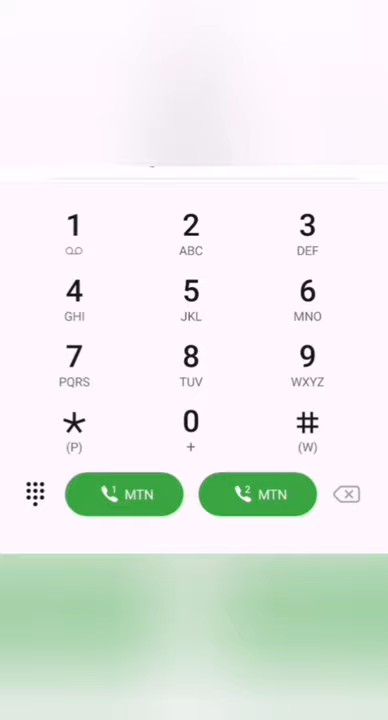 1 2 3
ABC DEF
4 5 6
GHI JKL MNO
7 8 9
PQRS TUV WXYZ
* 0 #
(P) + (W)
1 MTN 2 MTN